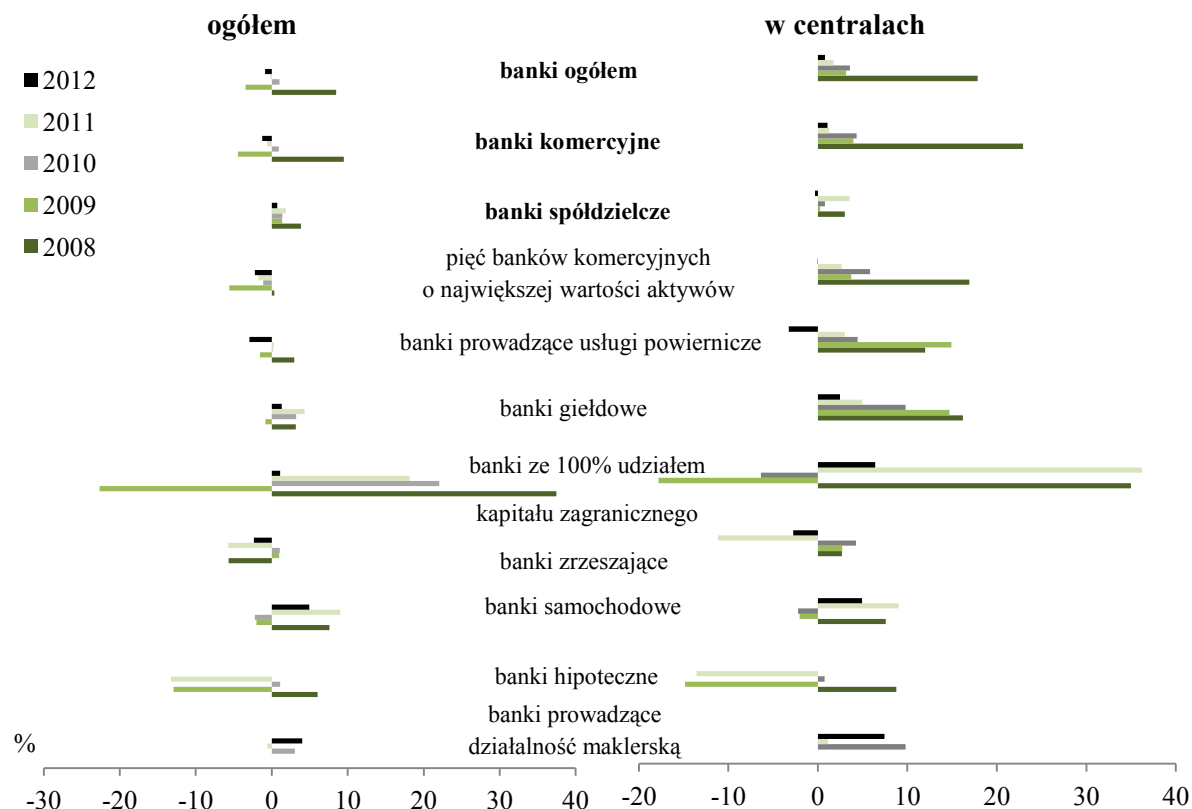 ogółem
w centralach
2012
2011
2010
2009
2008
banki ogółem
banki komercyjne
banki spółdzielcze
pięć banków komercyjnych
o największej wartości aktywów
banki prowadzące usługi powiernicze
banki giełdowe
banki ze 100% udziałem
kapitału zagranicznego
banki zrzeszające
banki samochodowe
banki hipoteczne
banki prowadzące
działalność maklerską
%
-30 -20 -10 0 10 20 30 40
-20 -10 0 10 20 30 40